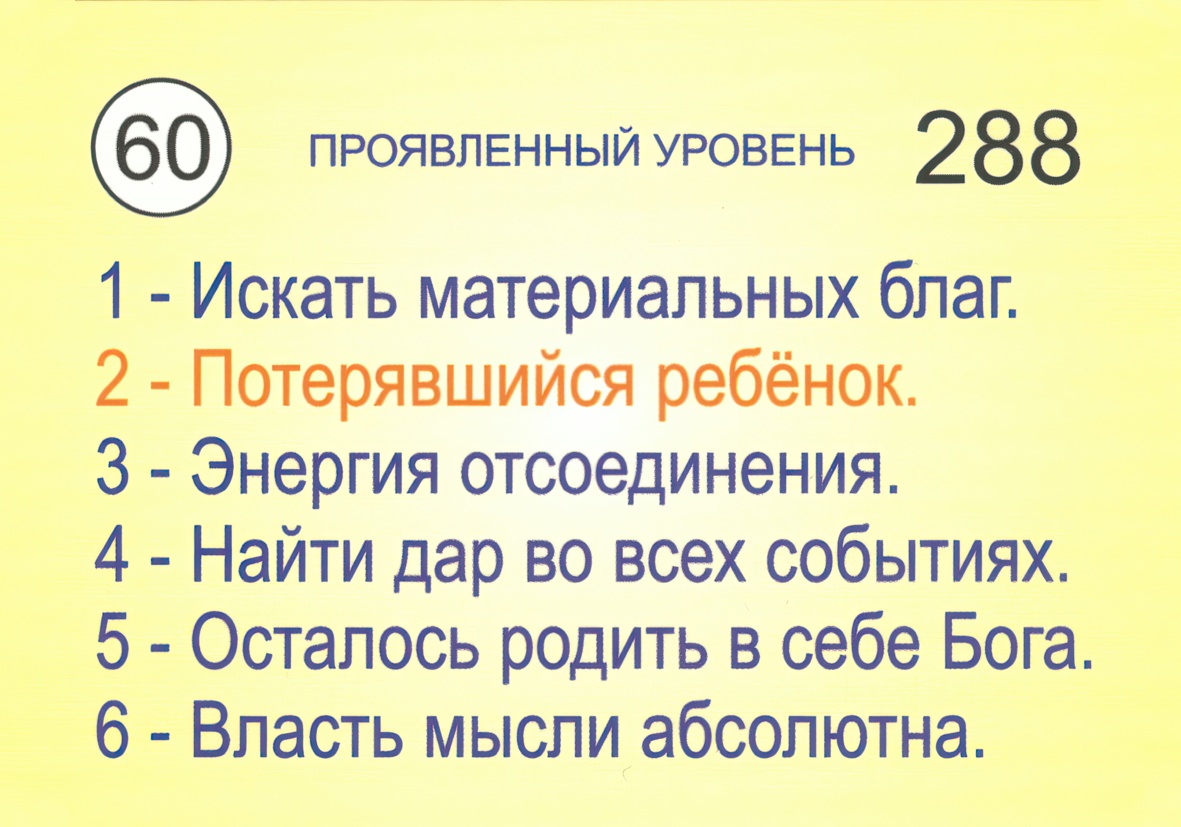 60 ПРОЯВЛЕННЫЙ УРОВЕНЬ 288
1 - Искать материальных благ.
2 - Потерявшийся ребёнок.
3 - Энергия отсоединения.
4 - Найти дар во всех событиях.
5 - Осталось родить в себе Бога.
6 - Власть мысли абсолютна.